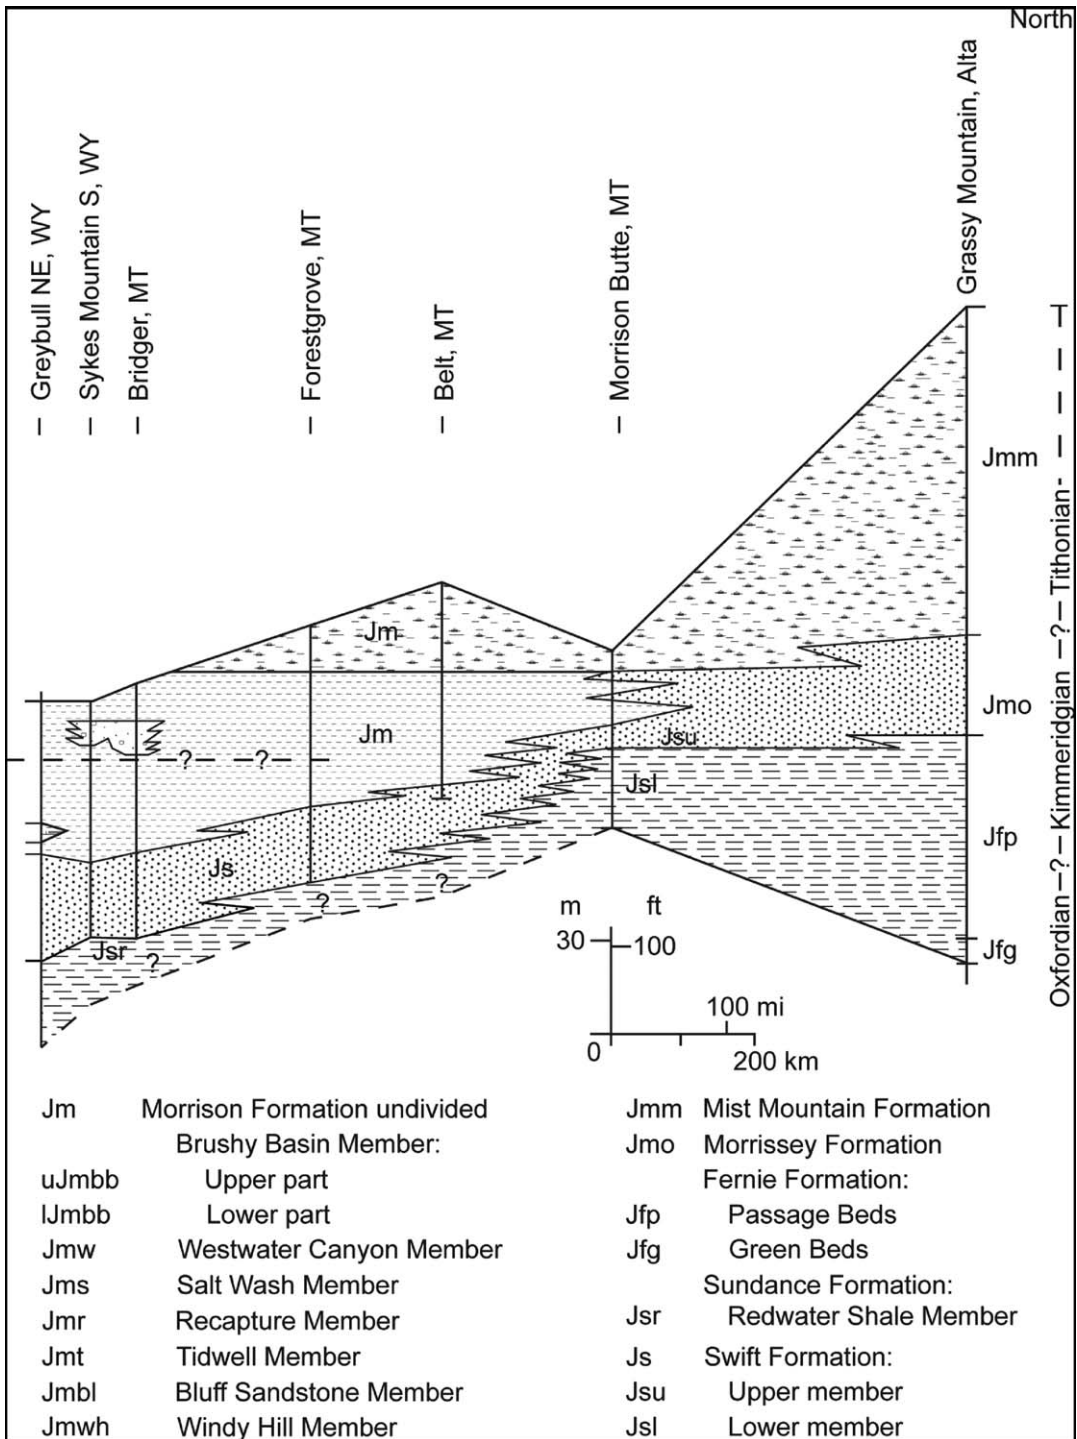 North
Greybull NE, WY
Sykes Mountain S, WY
Bridger, MT
Forestgrove, MT
Belt, MT
Morrison Butte, MT
Grassy Mountain, Alta
Jmm
Jm
Jmo
Jm
Jsu
? ?
Jsl
Jfp
Js
?
?
Jsr
?
Jfg
Oxfordian – ? – Kimmeridgian – ? – Tithonian-
m ft
30 100
100 mi
0
200 km
Jm Morrison Formation undivided
Brushy Basin Member:
uJmbb Upper part
lJmbb Lower part
Jmw Westwater Canyon Member
Jms Salt Wash Member
Jmr Recapture Member
Jmt Tidwell Member
Jmbl Bluff Sandstone Member
Jmwh Windy Hill Member
Jmm Mist Mountain Formation
Jmo Morrissey Formation
Fernie Formation:
Jfp Passage Beds
Jfg Green Beds
Sundance Formation:
Jsr Redwater Shale Member
Js Swift Formation:
Jsu Upper member
Jsl Lower member